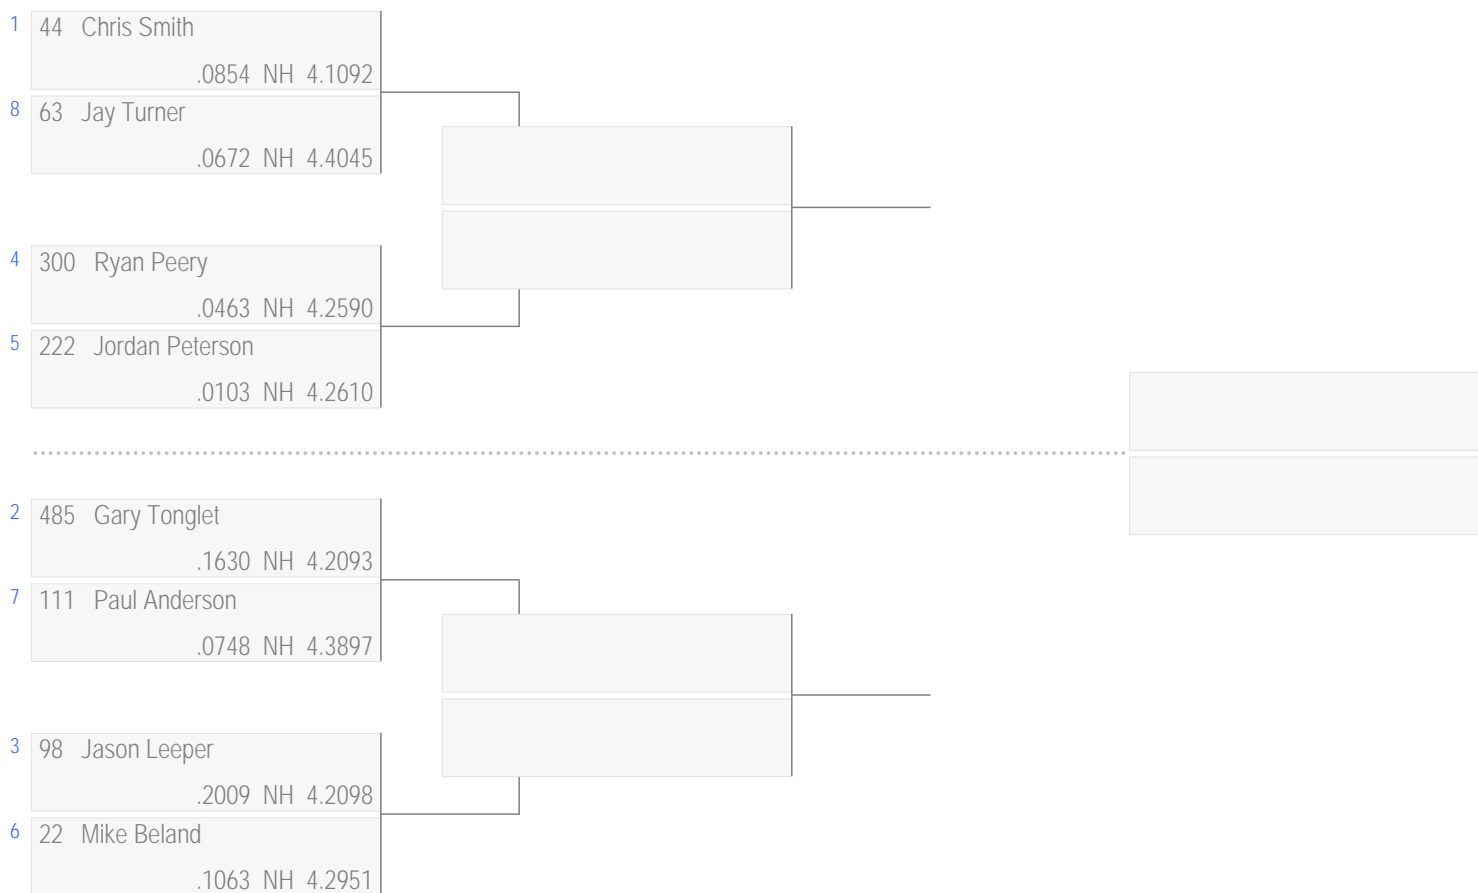 1 44 Chris Smith
.0854 NH 4.1092
8 63 Jay Turner
.0672 NH 4.4045
4 300 Ryan Peery
.0463 NH 4.2590
5 222 Jordan Peterson
.0103 NH 4.2610
2 485 Gary Tonglet
.1630 NH 4.2093
7 111 Paul Anderson
.0748 NH 4.3897
3 98 Jason Leeper
.2009 NH 4.2098
6 22 Mike Beland
.1063 NH 4.2951